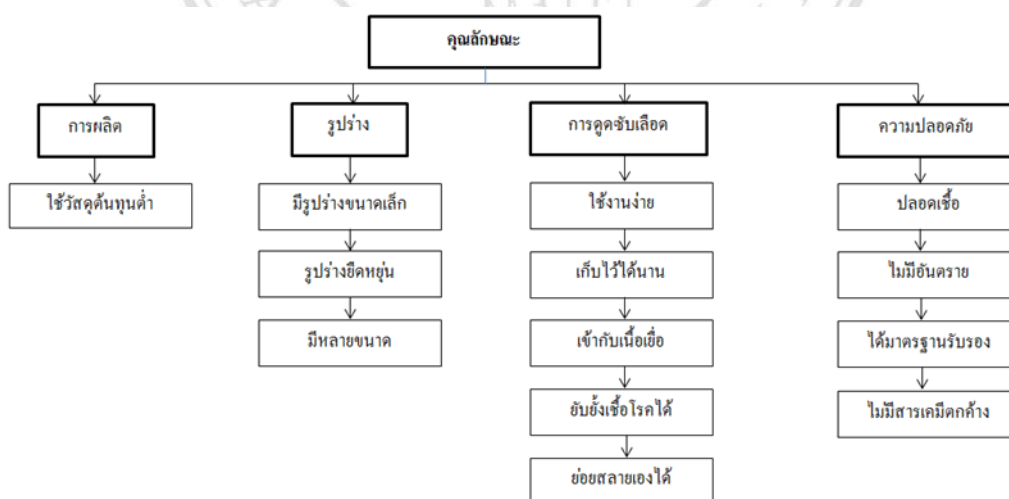 คุณลักษณะ
การผลิต
รูปร่าง
การดูดซับเลือด
ความปลอดภัย
ใช้วัสดุต้นทุนต่ำ
มีรูปร่างขนาดเล็ก
ใช้งานง่าย
ปลอดเชื้อ
รูปร่างยืดหยุ่น
เก็บไว้ได้นาน
ไม่มีอันตราย
มีหลายขนาด
เข้ากับเนื้อเยื่อ
ได้มาตรฐานรับรอง
ยับยั้งเชื้อโรคได้
ไม่มีสารเคมีตกค้าง
ย่อยสลายเองได้